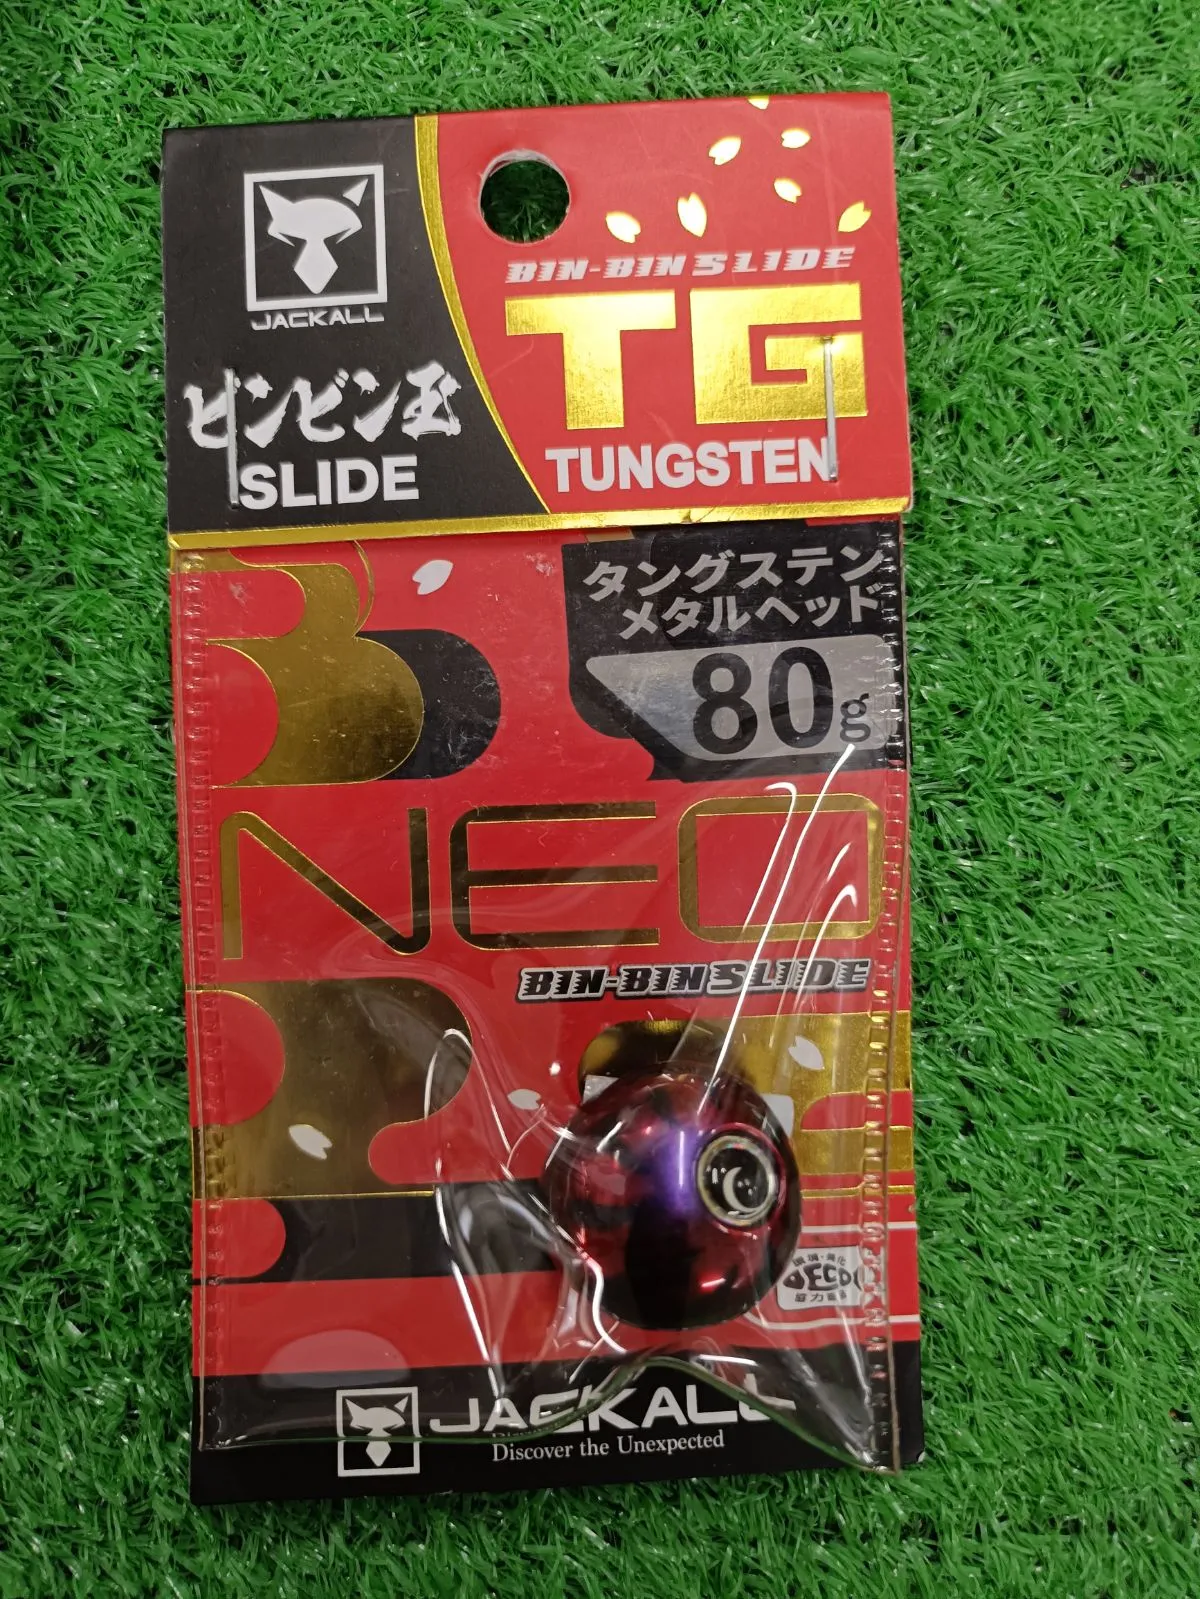 JACKALL
ビンビン玉
SLIDE
BIN-BIN SLIDE
TG
TUNGSTEN
タングステン
メタルヘッド
80g
NEO
BIN-BIN SLIDE
JACKALL
Discover the Unexpected